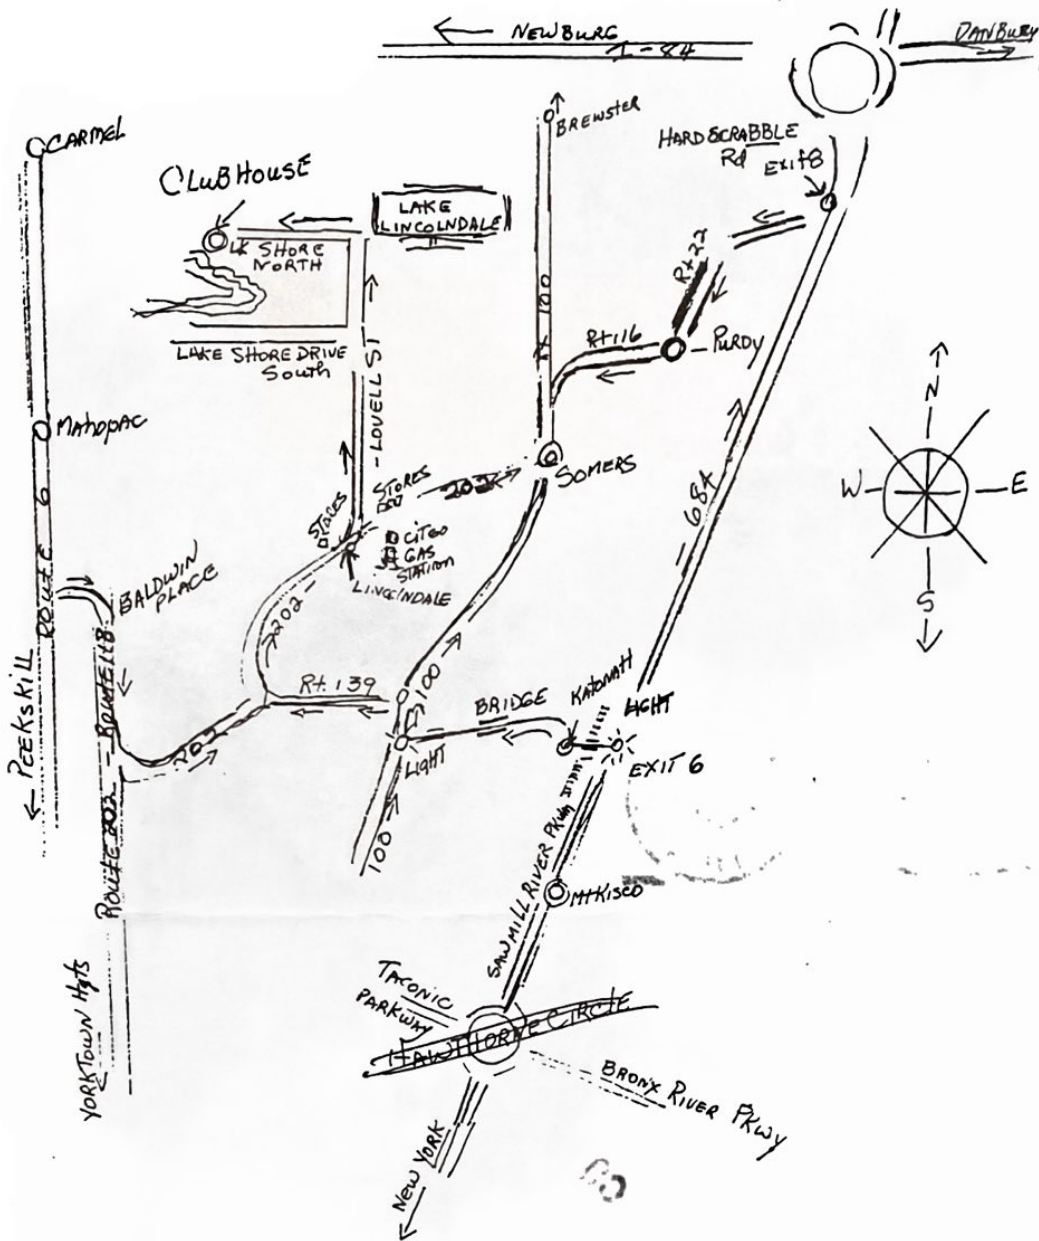 NEWBURG
I-84
DANBURY
CARMEL
BREWSTER
HARDSCRABBLE
Rd
Exit 8
CLUBHOUSE
LAKE
LINCOLNDALE
LK SHORE
NORTH
Rt 22
100
Rt 116
PURDY
LAKE SHORE DRIVE
South
LOVELL ST
MAHOPAC
N
W
E
S
684
STORES
202
SOMERS
STORES
CITGO
GAS
STATION
ROUTE 6
BALDWIN
PLACE
LINCOLNDALE
202
PEEKSKILL
ROUTE 118
Rt. 139
100
BRIDGE
KATONAH
LIGHT
202
LIGHT
EXIT 6
ROUTE 202
100
SAWMILL RIVER PKWY
Mt KISCO
YORKTOWN Hgts
TACONIC
PARKWAY
HAWTHORNE CIRCLE
BRONX RIVER PKWY
NEW YORK